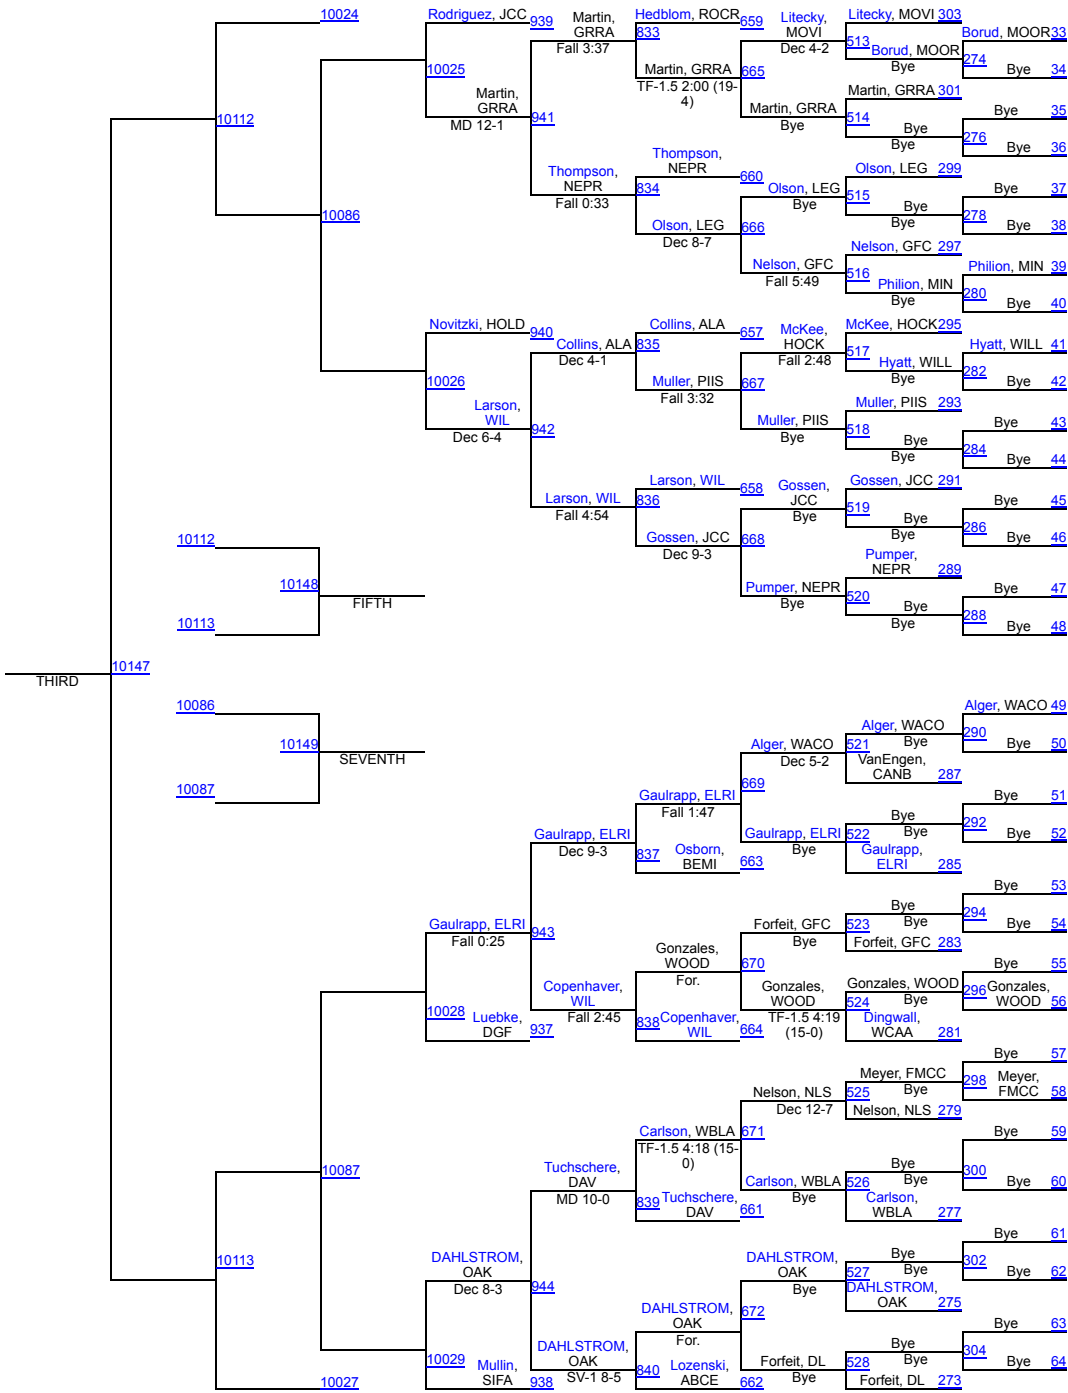 10024
Rodriguez, JCC 939
Martin,
GRRA
Fall 3:37
Hedblom, ROCR 659
833
Litecky,
MOVI
Dec 4-2
Litecky, MOVI 303
513
Borud, MOOR
Bye
Borud, MOOR 33
274
Bye 34
10025
Martin, GRRA
TF-1.5 2:00 (19-
4)
665
Martin,
GRRA
MD 12-1
941
Martin, GRRA
Bye
Martin, GRRA 301
514
Bye
Bye
Bye 35
276
Bye 36
10112
Thompson,
NEPR
Fall 0:33
Thompson,
NEPR
660
834
Olson, LEG
Bye
Olson, LEG 299
515
Bye
Bye
Bye 37
278
Bye 38
10086
Olson, LEG
Dec 8-7
666
Nelson, GFC
Fall 5:49
Nelson, GFC 297
516
Philion, MIN
Bye
Philion, MIN 39
280
Bye 40
Novitzki, HOLD 940
Collins, ALA
Dec 4-1
Collins, ALA 657
835
McKee,
HOCK
Fall 2:48
McKee, HOCK 295
517
Hyatt, WILL
Bye
Hyatt, WILL 41
282
Bye 42
10026
Muller, PIIS
Fall 3:32
667
Larson,
WIL
Dec 6-4
942
Muller, PIIS
Bye
Muller, PIIS 293
518
Bye
Bye
Bye 43
284
Bye 44
Larson, WIL
Fall 4:54
Larson, WIL 658
836
Gossen,
JCC
Bye
Gossen, JCC 291
519
Bye
Bye
Bye 45
286
Bye 46
Gossen, JCC
Dec 9-3
668
Pumper, NEPR
Bye
Pumper,
NEPR 289
520
Bye
Bye
Bye 47
288
Bye 48
10112
10148
FIFTH
10113
THIRD
10147
10086
10149
SEVENTH
10087
Alger, WACO
Dec 5-2
Alger, WACO
Bye
521
VanEngen,
CANB 287
Alger, WACO 49
290
Bye 50
Gaulrapp, ELRI
Fall 1:47
669
Gaulrapp, ELRI
Dec 9-3
837
Osborn,
BEMI 663
Gaulrapp, ELRI
Bye
522
Bye
Bye
Gaulrapp,
ELRI 285
Bye 51
292
Bye 52
Gaulrapp, ELRI
Fall 0:25
943
Gonzales,
WOOD
For.
Forfeit, GFC
Bye
523
Bye
Bye
Forfeit, GFC 283
Bye 53
294
Bye 54
670
Copenhaver,
WIL
Fall 2:45
838
Copenhaver,
WIL 664
Gonzales,
WOOD
TF-1.5 4:19
(15-0)
Gonzales, WOOD
Bye
524
Dingwall,
WCAA 281
Bye 55
296
Gonzales,
WOOD 56
10028
Luebke,
DGF 937
Nelson, NLS
Dec 12-7
Meyer, FMCC
Bye
525
Nelson, NLS 279
Bye 57
298
Meyer,
FMCC 58
Carlson, WBLA
TF-1.5 4:18 (15-
0)
671
10087
Tuchschere,
DAV
MD 10-0
839
Tuchschere,
DAV 661
Carlson, WBLA
Bye
526
Bye
Bye
Carlson,
WBLA 277
Bye 59
300
Bye 60
10113
DAHLSTROM,
OAK
Dec 8-3
944
DAHLSTROM,
OAK
Bye
527
Bye
Bye
DAHLSTROM,
OAK 275
Bye 61
302
Bye 62
DAHLSTROM,
OAK
For.
672
10029
Mullin,
SIFA 938
DAHLSTROM,
OAK
SV-1 8-5
840
Lozenski,
ABCE 662
Forfeit, DL
Bye
528
Bye
Bye
Forfeit, DL 273
Bye 63
304
Bye 64
10027